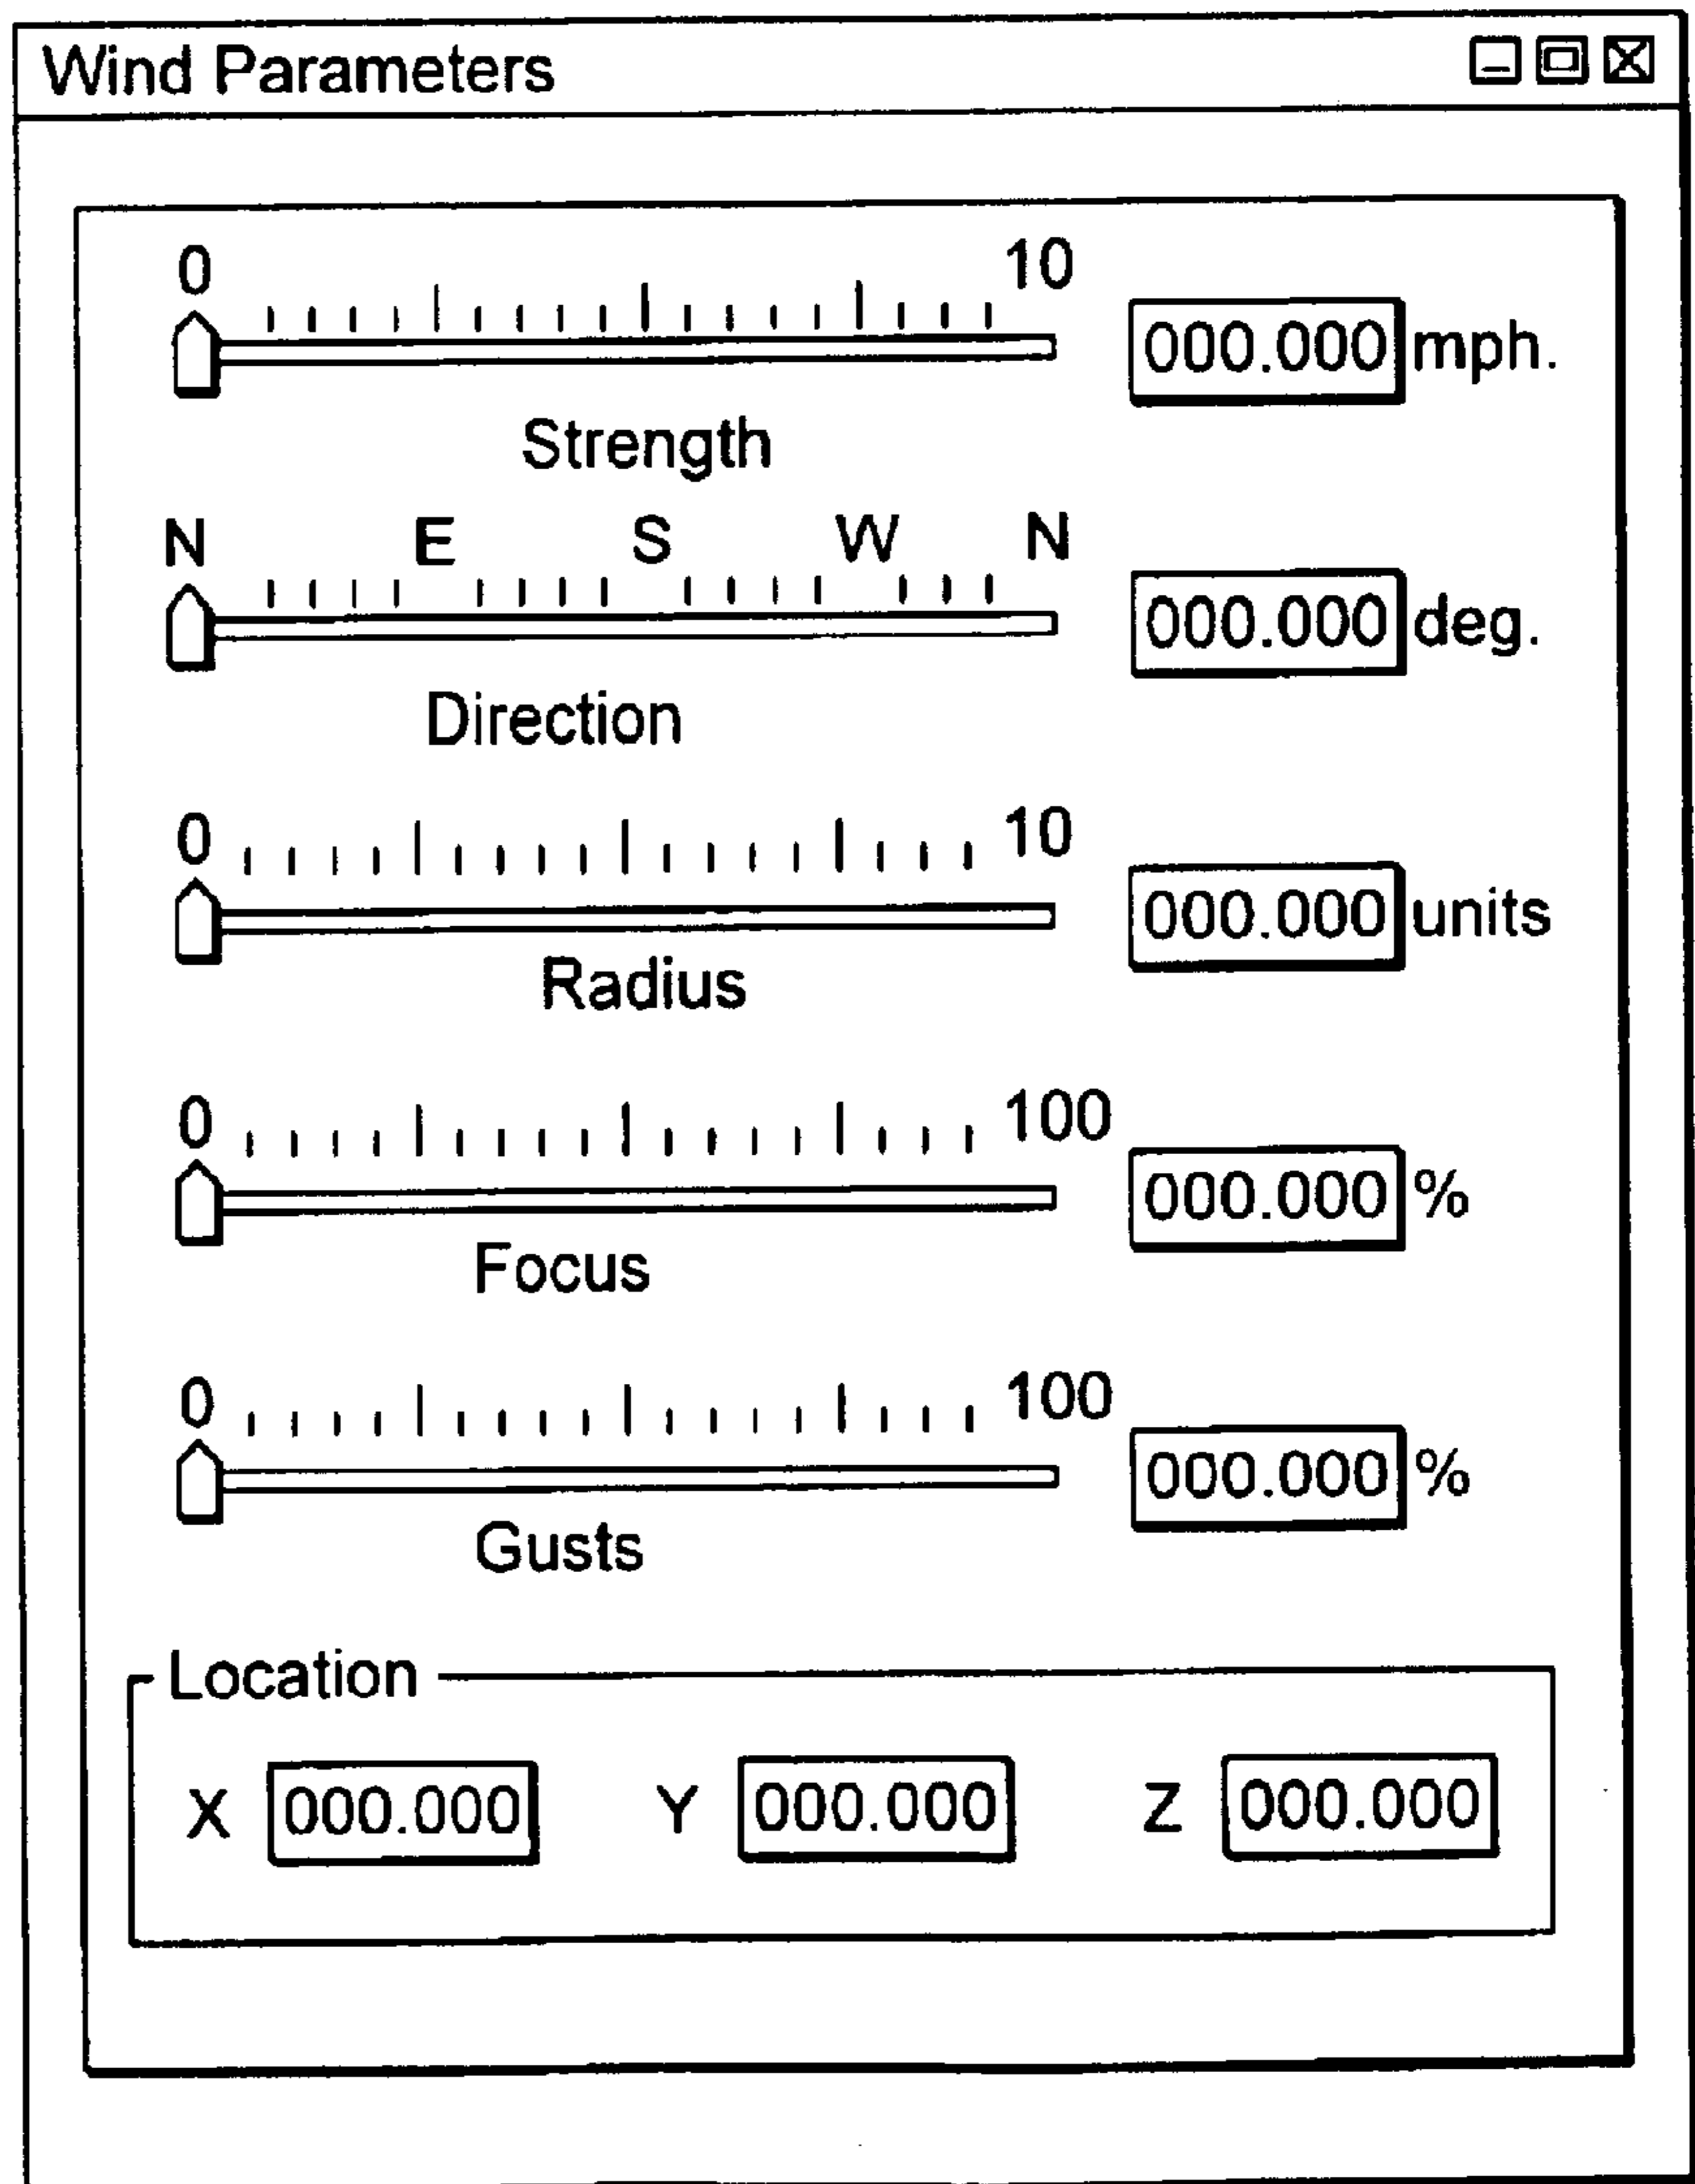 Wind Parameters
0 10
000.000 mph.
Strength
N E S W N
000.000 deg.
Direction
0 10
000.000 units
Radius
0 100
000.000 %
Focus
0 100
000.000 %
Gusts
Location
X 000.000 Y 000.000 Z 000.000